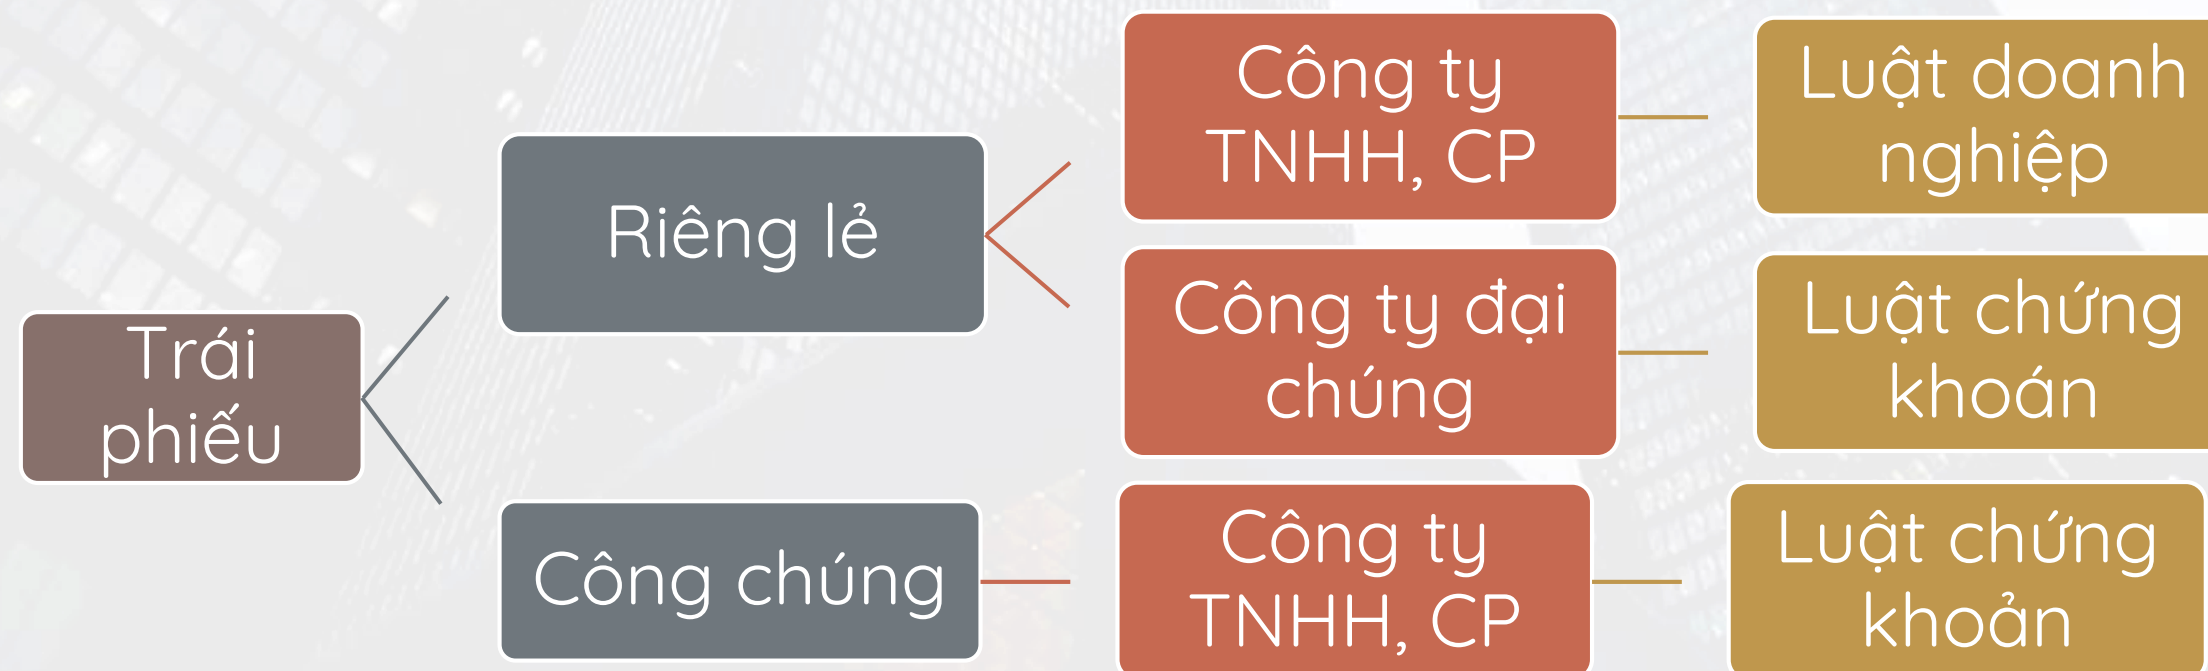 Trái
phiếu
Riêng lẻ
Công ty
TNHH, CP
Luật doanh
nghiệp
Công ty đại
chúng
Luật chứng
khoán
Công chúng
Công ty
TNHH, CP
Luật chứng
khoản